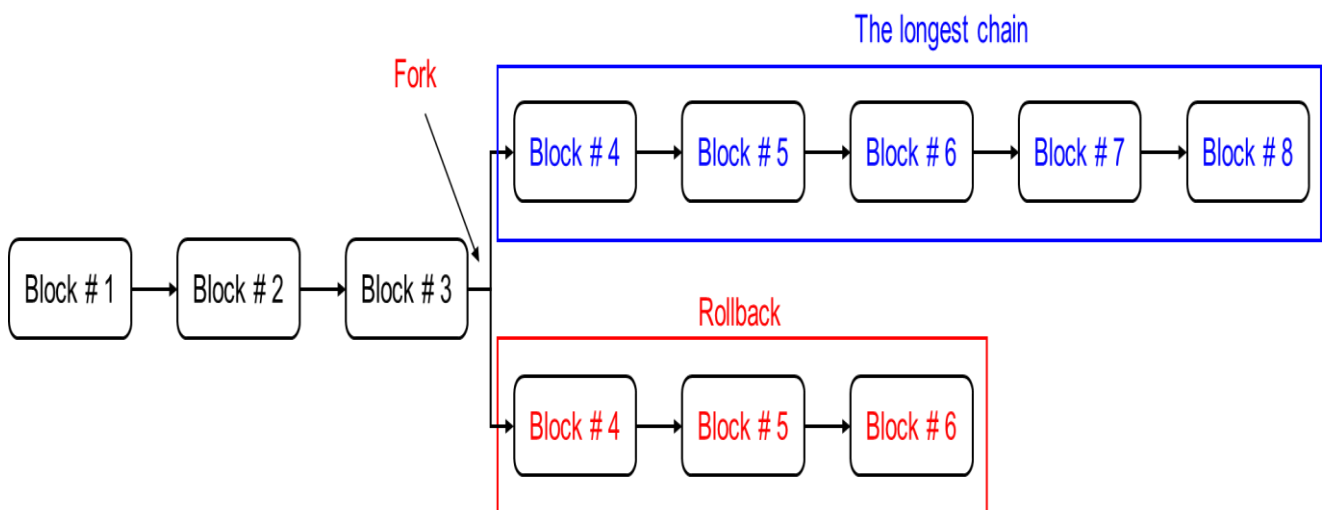 The longest chain
Fork
Block # 4
Block # 5
Block # 6
Block # 7
Block # 8
Block # 1
Block # 2
Block # 3
Rollback
Block # 4
Block # 5
Block # 6